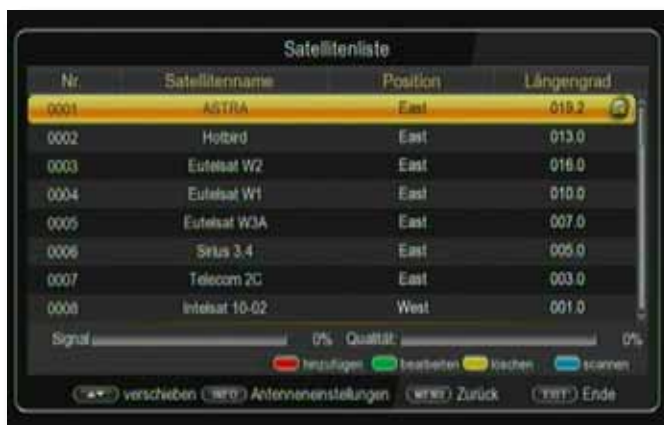 Satellitenliste
Nr. Satellitenname Position Längengrad
0001 ASTRA East 019.2
0002 Hotbird East 013.0
0003 Eutelsat W2 East 016.0
0004 Eutelsat W1 East 010.0
0005 Eutelsat W3A East 007.0
0006 Sirius 3,4 East 005.0
0007 Telecom 2C East 003.0
0008 Intelsat 10-02 West 001.0
Signal 0% Qualität 0%
hinzufügen bearbeiten löschen scannen
verschieben INFO Antenneneinstellungen MENU Zurück EXIT Ende